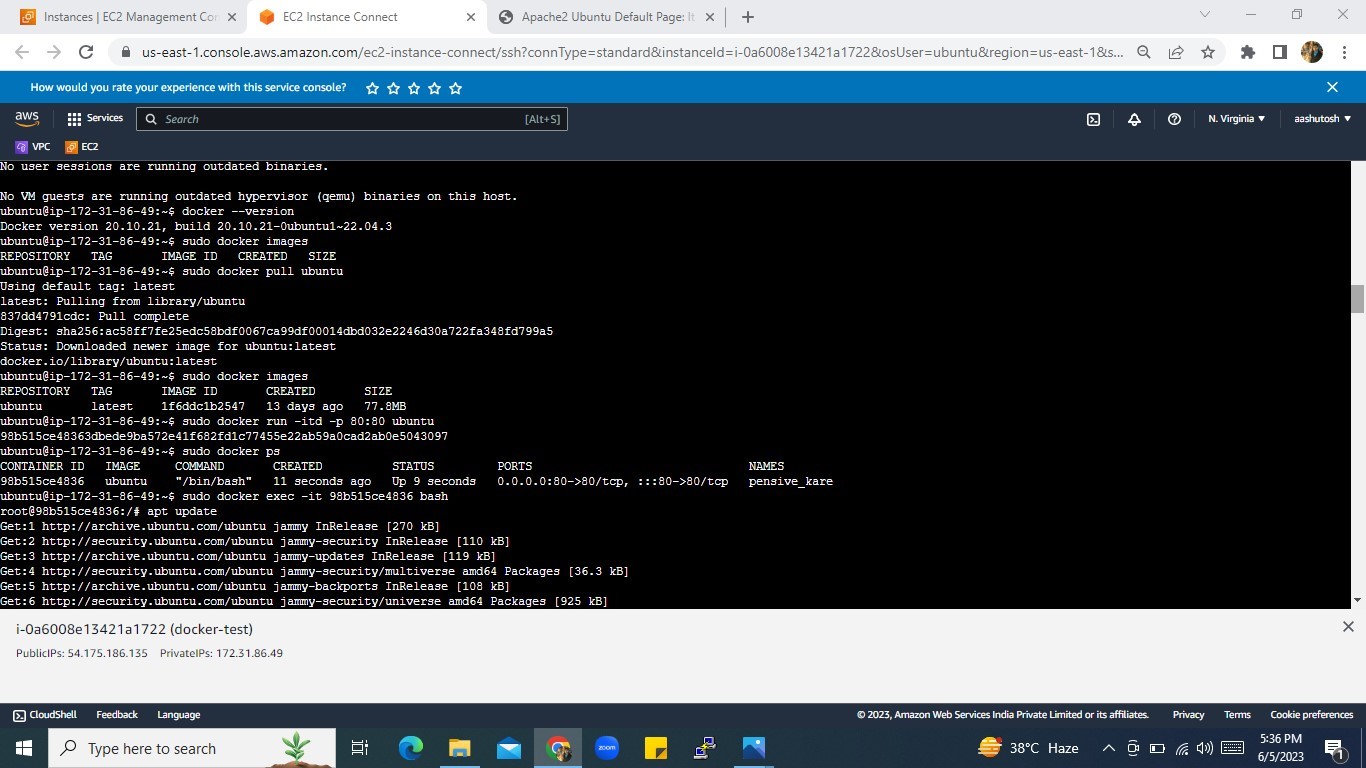 Instances | EC2 Management Con
EC2 Instance Connect
Apache2 Ubuntu Default Page: It
us-east-1.console.aws.amazon.com/ec2-instance-connect/ssh?connType=standard&instanceId=i-0a6008e13421a1722&osUser=ubuntu&region=us-east-1&s...
How would you rate your experience with this service console?
aws
Services
Search
[Alt+S]
N. Virginia
aashutosh
VPC
EC2
No user sessions are running outdated binaries.
No VM guests are running outdated hypervisor (qemu) binaries on this host.
ubuntu@ip-172-31-86-49:~$ docker --version
Docker version 20.10.21, build 20.10.21-0ubuntu1~22.04.3
ubuntu@ip-172-31-86-49:~$ sudo docker images
REPOSITORY   TAG       IMAGE ID   CREATED   SIZE
ubuntu@ip-172-31-86-49:~$ sudo docker pull ubuntu
Using default tag: latest
latest: Pulling from library/ubuntu
837dd4791cdc: Pull complete
Digest: sha256:ac58ff7fe25edc58bdf0067ca99df00014dbd032e2246d30a722fa348fd799a5
Status: Downloaded newer image for ubuntu:latest
docker.io/library/ubuntu:latest
ubuntu@ip-172-31-86-49:~$ sudo docker images
REPOSITORY   TAG       IMAGE ID       CREATED       SIZE
ubuntu       latest    1f6ddc1b2547   13 days ago   77.8MB
ubuntu@ip-172-31-86-49:~$ sudo docker run -itd -p 80:80 ubuntu
98b515ce48363dbede9ba572e41f682fd1c77455e22ab59a0cad2ab0e5043097
ubuntu@ip-172-31-86-49:~$ sudo docker ps
CONTAINER ID   IMAGE     COMMAND       CREATED          STATUS         PORTS                               NAMES
98b515ce4836   ubuntu    "/bin/bash"   11 seconds ago   Up 9 seconds   0.0.0.0:80->80/tcp, :::80->80/tcp   pensive_kare
ubuntu@ip-172-31-86-49:~$ sudo docker exec -it 98b515ce4836 bash
root@98b515ce4836:/# apt update
Get:1 http://archive.ubuntu.com/ubuntu jammy InRelease [270 kB]
Get:2 http://security.ubuntu.com/ubuntu jammy-security InRelease [110 kB]
Get:3 http://archive.ubuntu.com/ubuntu jammy-updates InRelease [119 kB]
Get:4 http://security.ubuntu.com/ubuntu jammy-security/multiverse amd64 Packages [36.3 kB]
Get:5 http://archive.ubuntu.com/ubuntu jammy-backports InRelease [108 kB]
Get:6 http://security.ubuntu.com/ubuntu jammy-security/universe amd64 Packages [925 kB]
i-0a6008e13421a1722 (docker-test)
PublicIPs: 54.175.186.135   PrivateIPs: 172.31.86.49
CloudShell
Feedback
Language
© 2023, Amazon Web Services India Private Limited or its affiliates.
Privacy
Terms
Cookie preferences
Type here to search
zoom
38°C Haze
5:36 PM
6/5/2023
1